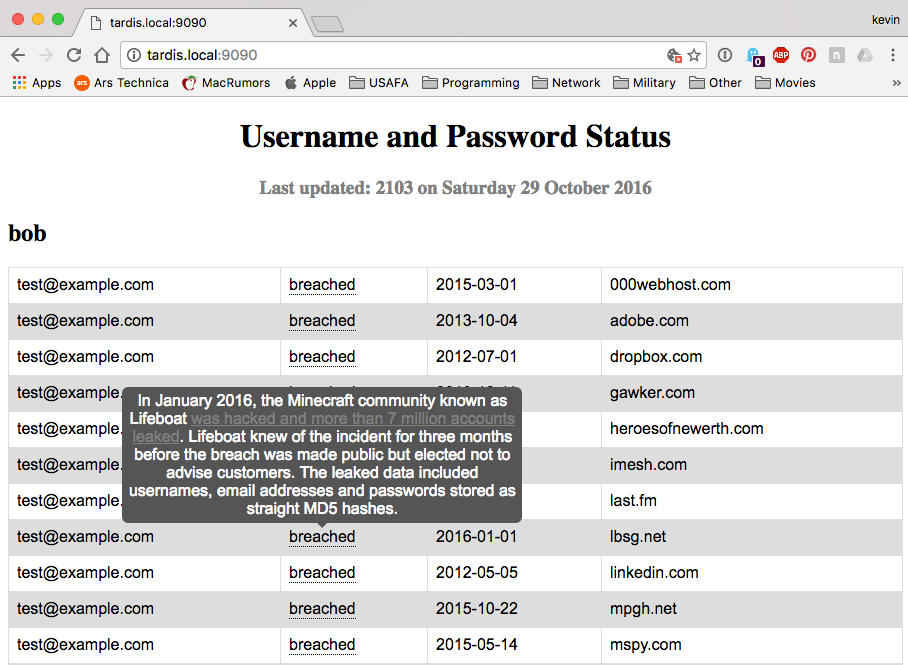 tardis.local:9090
kevin
tardis.local:9090
ABP
n
0
Apps ars Ars Technica MacRumors Apple USAFA Programming Network Military Other Movies »
Username and Password Status
Last updated: 2103 on Saturday 29 October 2016
bob
test@example.com breached 2015-03-01 000webhost.com
test@example.com breached 2013-10-04 adobe.com
test@example.com breached 2012-07-01 dropbox.com
test@example. gawker.com
test@example. heroesofnewerth.com
test@example. imesh.com
test@example. last.fm
In January 2016, the Minecraft community known as
Lifeboat was hacked and more than 7 million accounts
leaked. Lifeboat knew of the incident for three months
before the breach was made public but elected not to
advise customers. The leaked data included
usernames, email addresses and passwords stored as
straight MD5 hashes.
test@example.com breached 2016-01-01 lbsg.net
test@example.com breached 2012-05-05 linkedin.com
test@example.com breached 2015-10-22 mpgh.net
test@example.com breached 2015-05-14 mspy.com